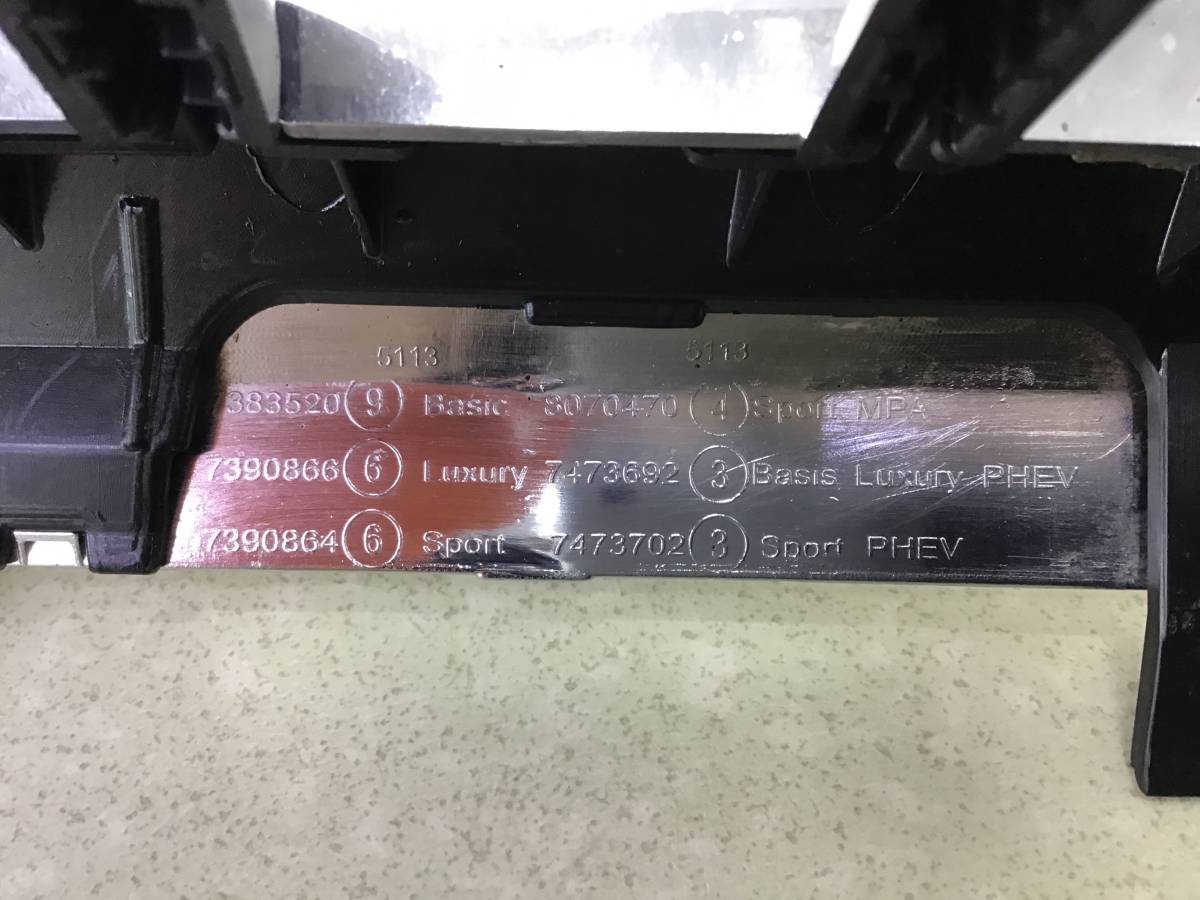 5113 5113
383520 9 Basic 8070470 4 Sport MPA
7390866 6 Luxury 7473692 3 Basis Luxury PHEV
7390864 6 Sport 7473702 3 Sport PHEV